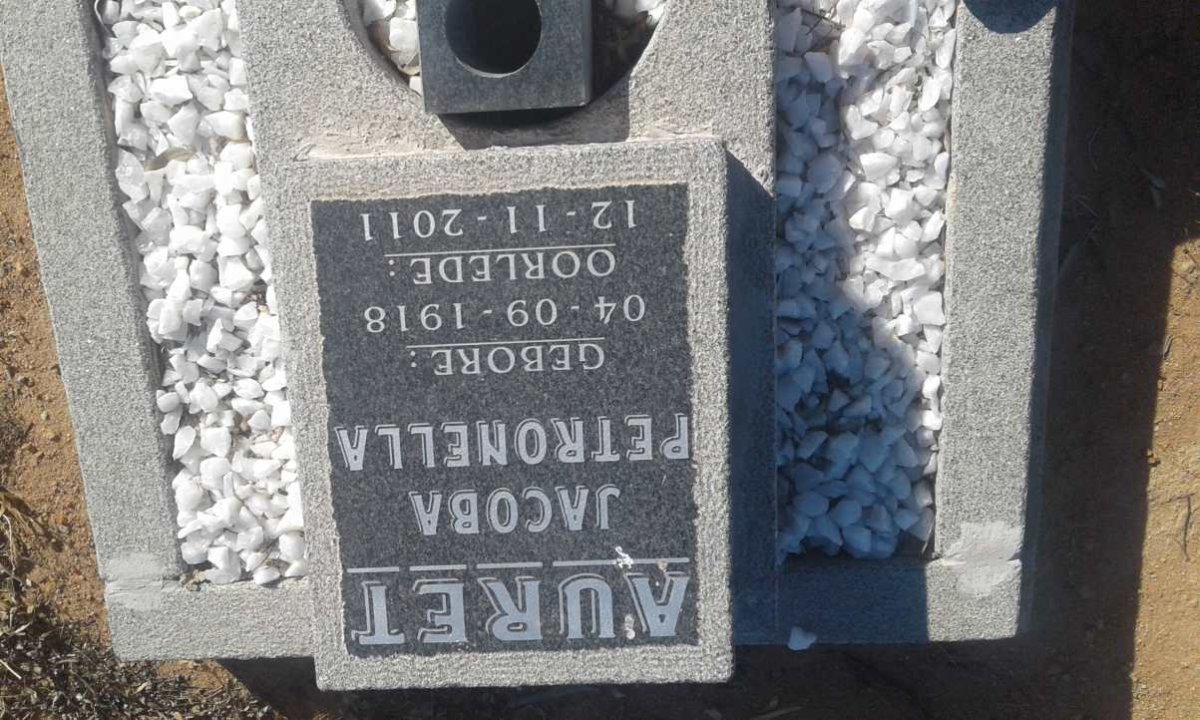 AURET
JACOBA
PETRONELLA
GEBORE:
04-09-1918
OORLEDE:
12-11-2011